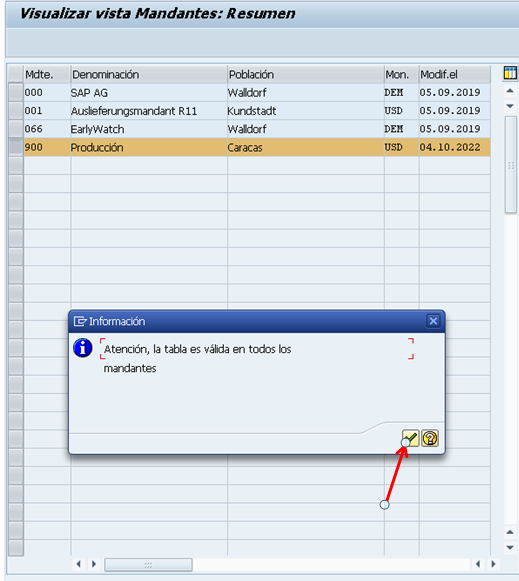 Visualizar vista Mandantes: Resumen
Mdte. Denominación Población Mon. Modif.el
000 SAP AG Walldorf DEM 05.09.2019
001 Auslieferungsmandant R11 Kundstadt USD 05.09.2019
066 EarlyWatch Walldorf DEM 05.09.2019
900 Producción Caracas USD 04.10.2022
Información
Atención, la tabla es válida en todos los
mandantes